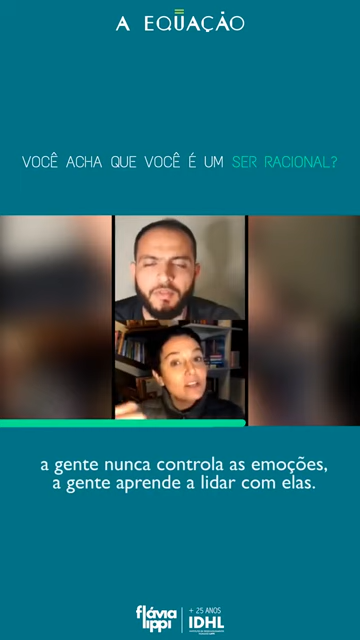 A EQUAÇÃO
VOCÊ ACHA QUE VOCÊ É UM SER RACIONAL?
a gente nunca controla as emoções,
a gente aprende a lidar com elas.
flávia
lippi
+ 25 ANOS
IDHL